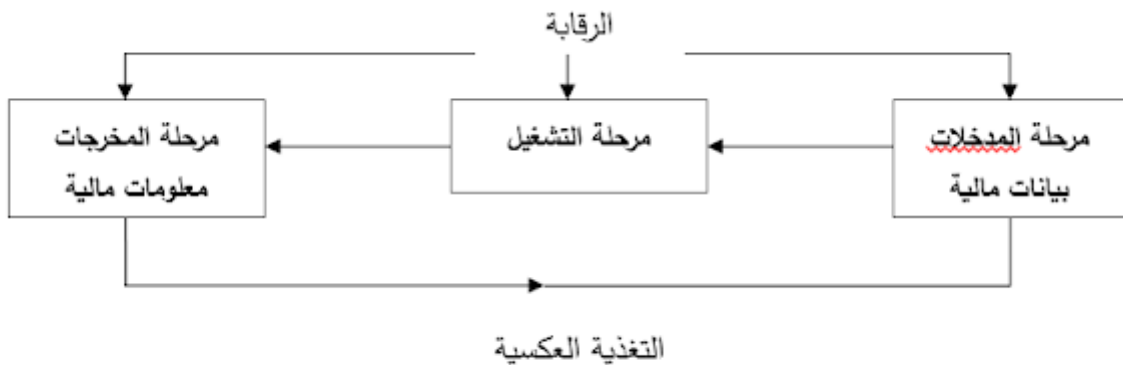 الرقابة
مرحلة المدخلات
بيانات مالية
مرحلة التشغيل
مرحلة المخرجات
معلومات مالية
التغذية العكسية